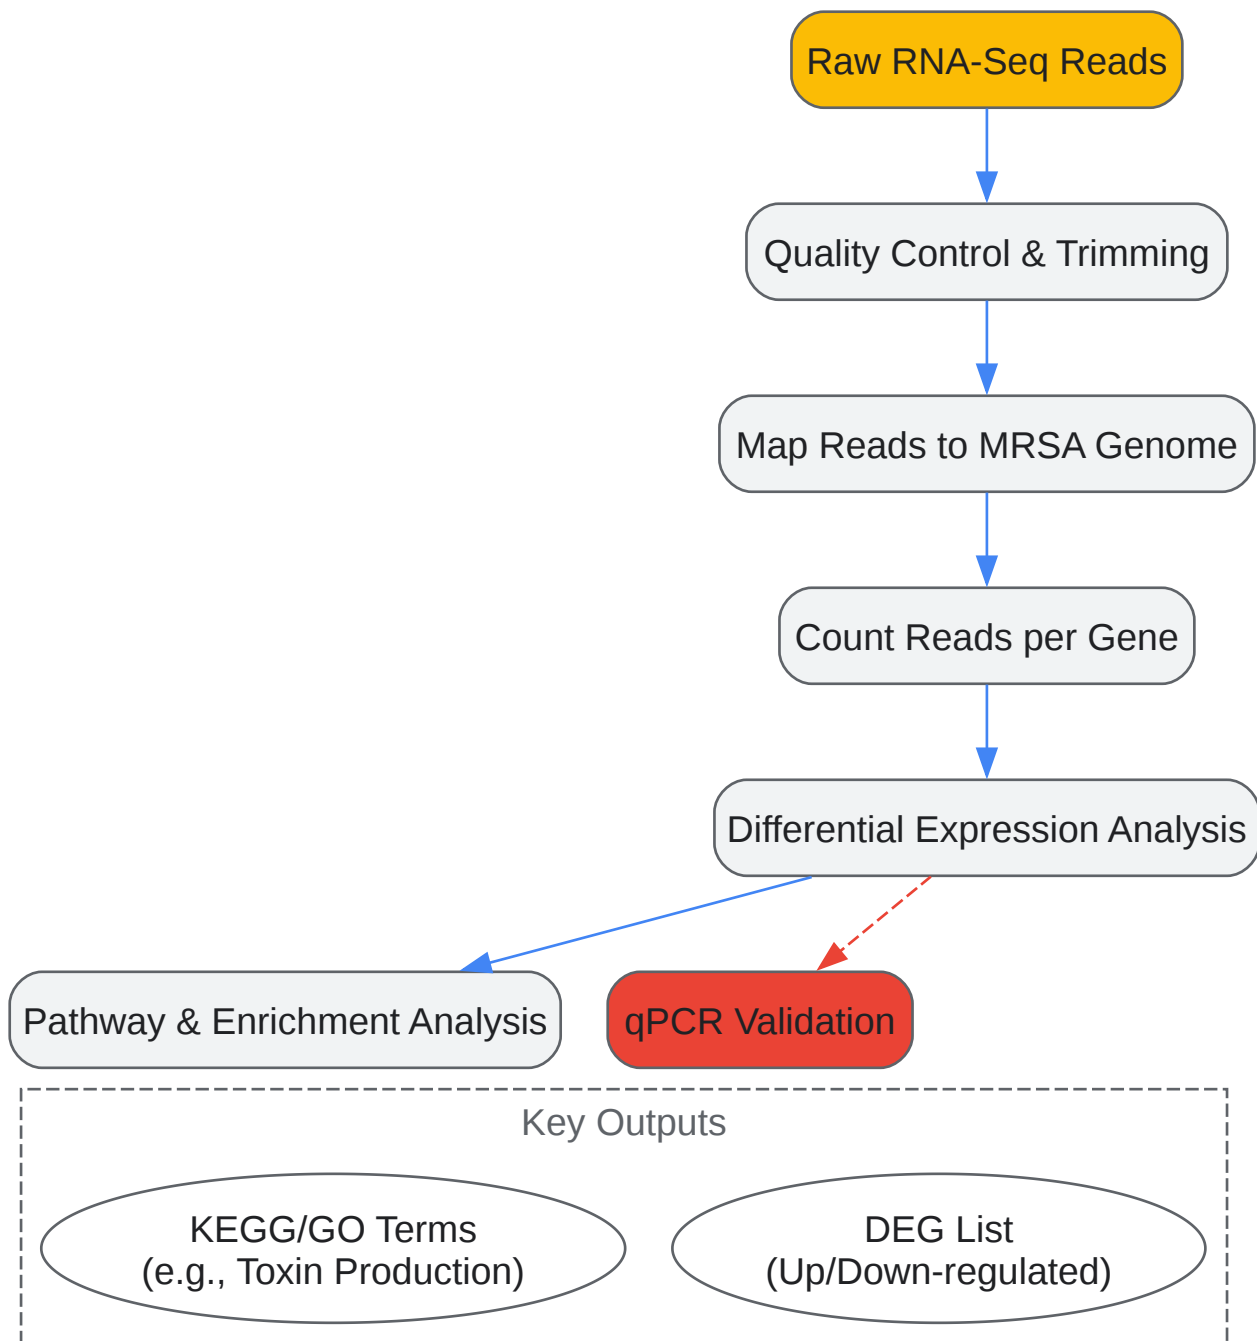 Raw RNA-Seq Reads
Quality Control & Trimming
Map Reads to MRSA Genome
Count Reads per Gene
Differential Expression Analysis
Pathway & Enrichment Analysis
qPCR Validation
Key Outputs
KEGG/GO Terms
(e.g., Toxin Production)
DEG List
(Up/Down-regulated)